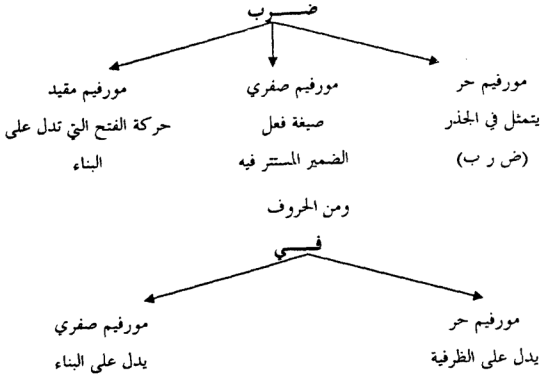 ضـــرب
مورفيم حر مورفيم صفري مورفيم مقيد
يتمثل في الجذر صيغة فعل حركة الفتح التي تدل على
(ض ر ب) الضمير المستتر فيه البناء
ومن الحروف
فـــي
مورفيم حر مورفيم صفري
يدل على الظرفية يدل على البناء